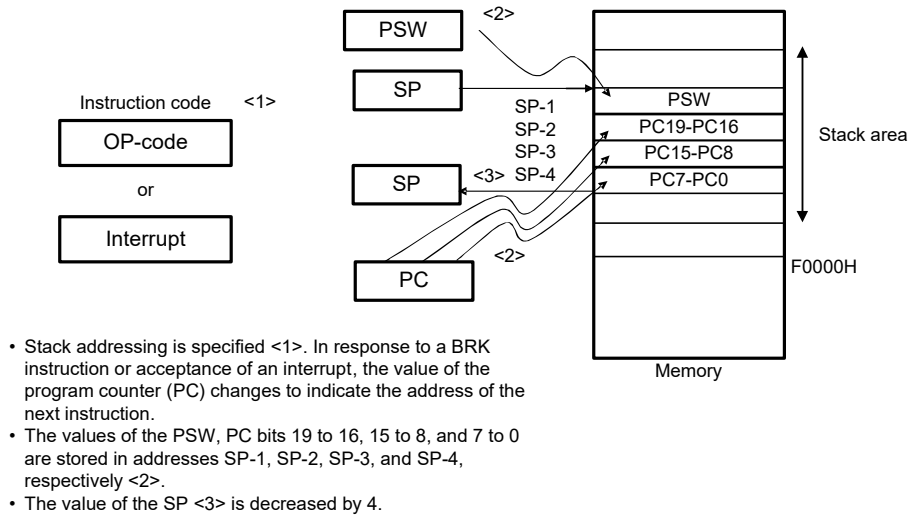 PSW
<2>
SP
Instruction code <1>
OP-code
or
Interrupt
SP-1
SP-2
SP-3
SP-4
PSW
PC19-PC16
PC15-PC8
PC7-PC0
Stack area
SP
<3>
<2>
PC
F0000H
Memory
• Stack addressing is specified <1>. In response to a BRK
instruction or acceptance of an interrupt, the value of the
program counter (PC) changes to indicate the address of the
next instruction.
• The values of the PSW, PC bits 19 to 16, 15 to 8, and 7 to 0
are stored in addresses SP-1, SP-2, SP-3, and SP-4,
respectively <2>.
• The value of the SP <3> is decreased by 4.